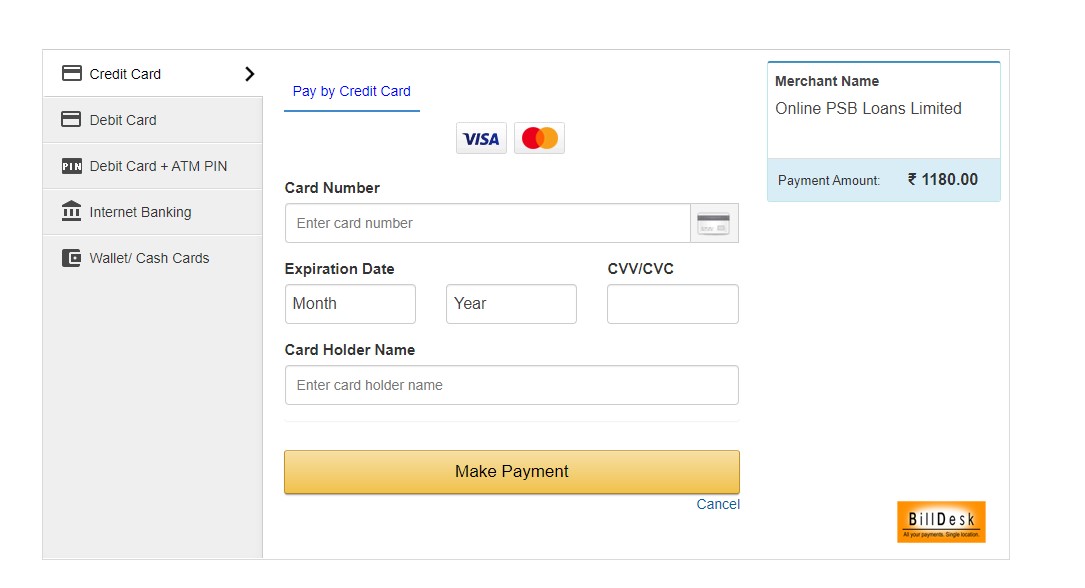 Credit Card
Debit Card
PIN Debit Card + ATM PIN
Internet Banking
Wallet/ Cash Cards
Pay by Credit Card
VISA
Card Number
Enter card number
Expiration Date CVV/CVC
Month Year
Card Holder Name
Enter card holder name
Make Payment
Cancel
Merchant Name
Online PSB Loans Limited
Payment Amount: ₹ 1180.00
BillDesk
All your payments. Single location.